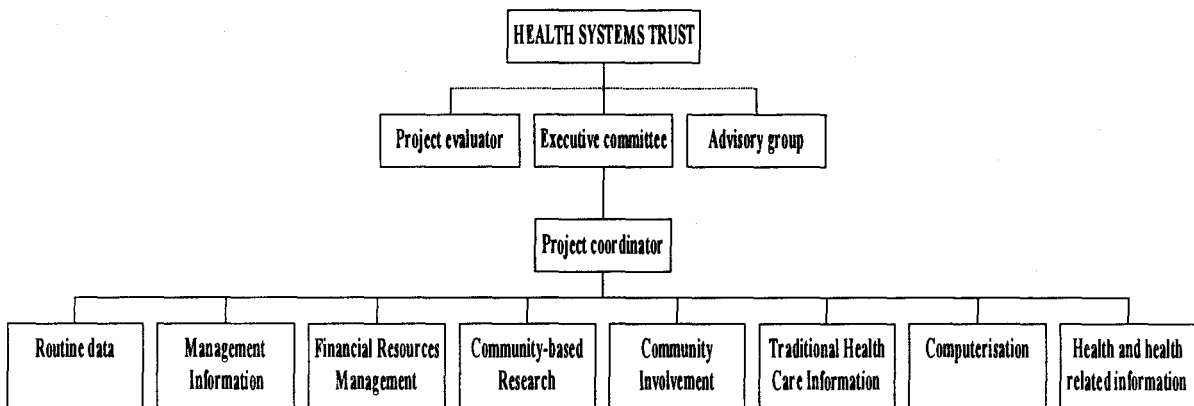 HEALTH SYSTEMS TRUST
Project evaluator
Executive committee
Advisory group
Project coordinator
Routine data
Management
Information
Financial Resources
Management
Community-based
Research
Community
Involvement
Traditional Health
Care Information
Computerisation
Health and health
related information